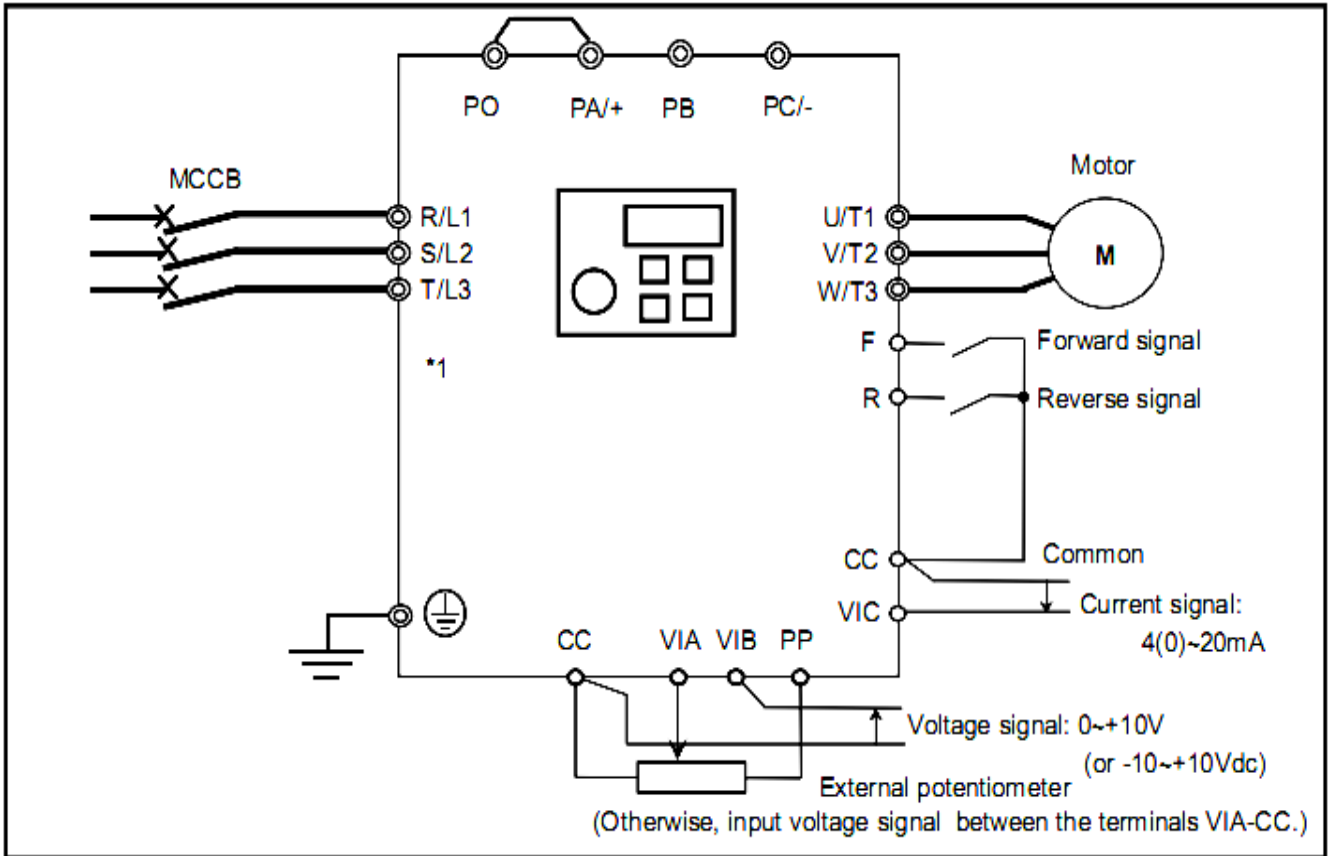 PO PA/+ PB PC/-
MCCB
Motor
R/L1
U/T1
S/L2
V/T2
M
T/L3
W/T3
F
Forward signal
*1
R
Reverse signal
CC
Common
VIC
Current signal:
4(0)~20mA
CC VIA VIB PP
Voltage signal: 0~+10V
(or -10~+10Vdc)
External potentiometer
(Otherwise, input voltage signal between the terminals VIA-CC.)